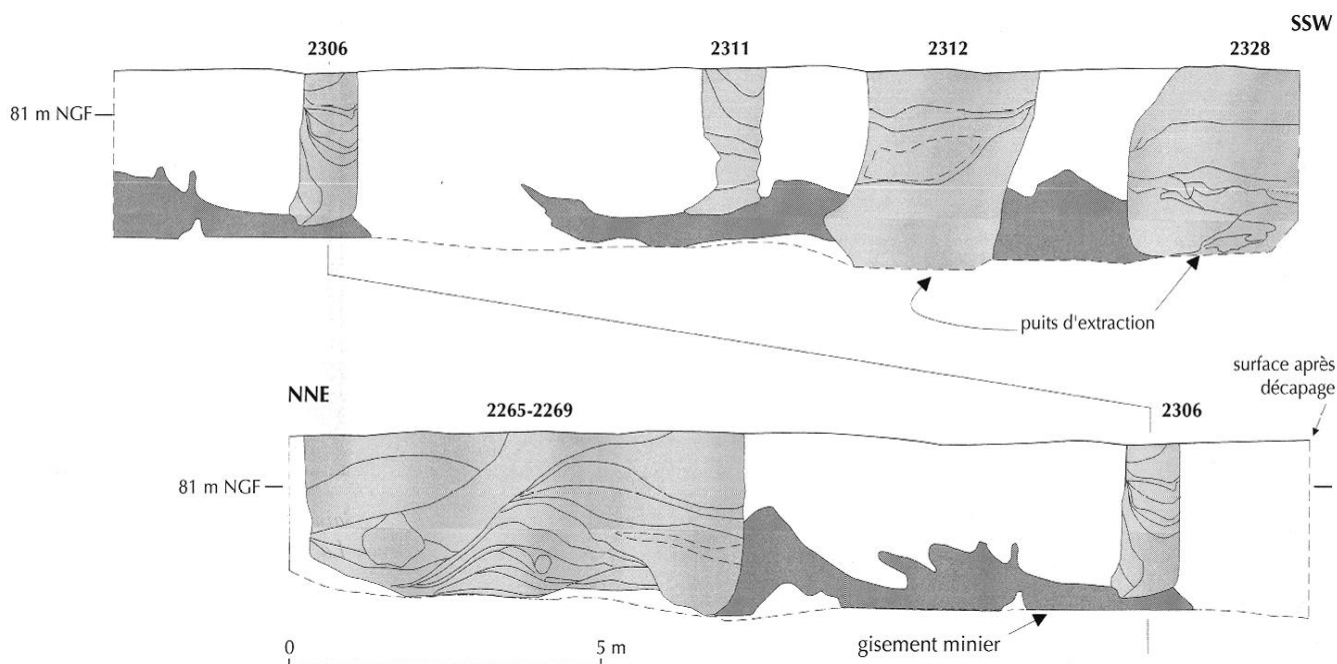 SSW
2306
2311
2312
2328
81 m NGF
puits d'extraction
surface après
décapage
NNE
2265-2269
2306
81 m NGF
gisement minier
0
5 m